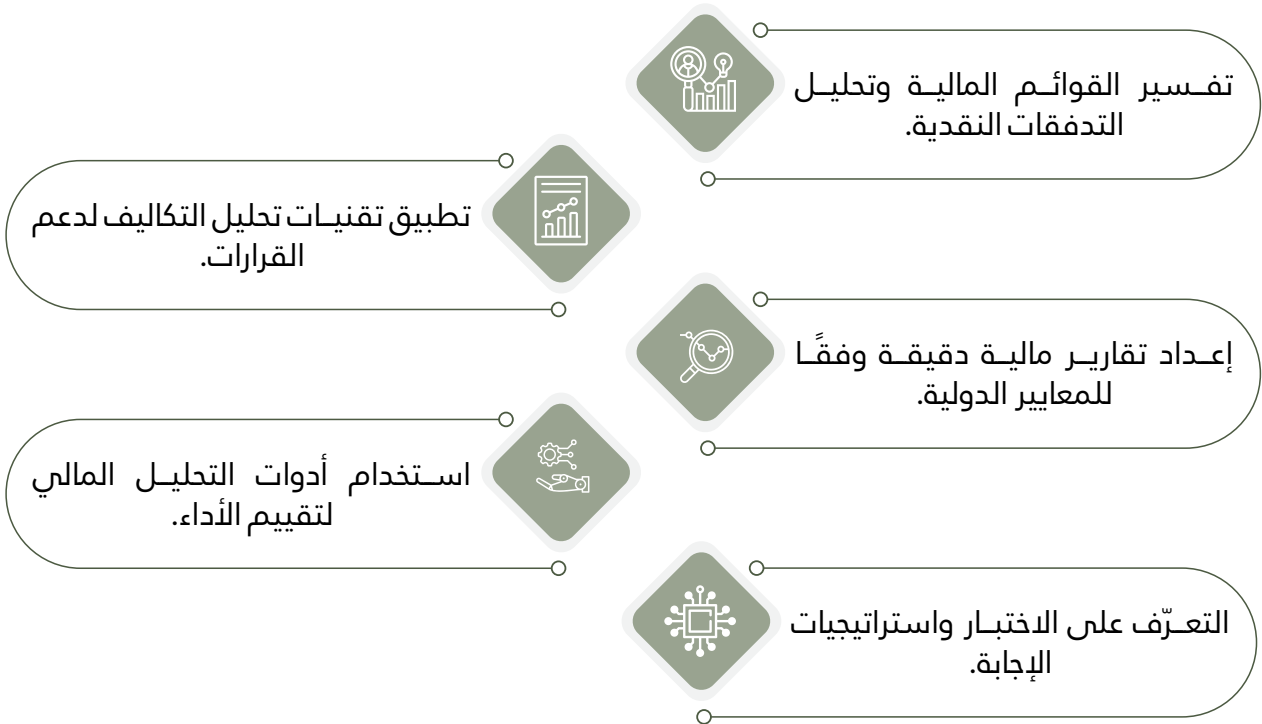 تفسير القوائم المالية وتحليل
التدفقات النقدية.
تطبيق تقنيات تحليل التكاليف لدعم
القرارات.
إعداد تقارير مالية دقيقة وفقًا
للمعايير الدولية.
استخدام أدوات التحليل المالي
لتقييم الأداء.
التعرّف على الاختبار واستراتيجيات
الإجابة.